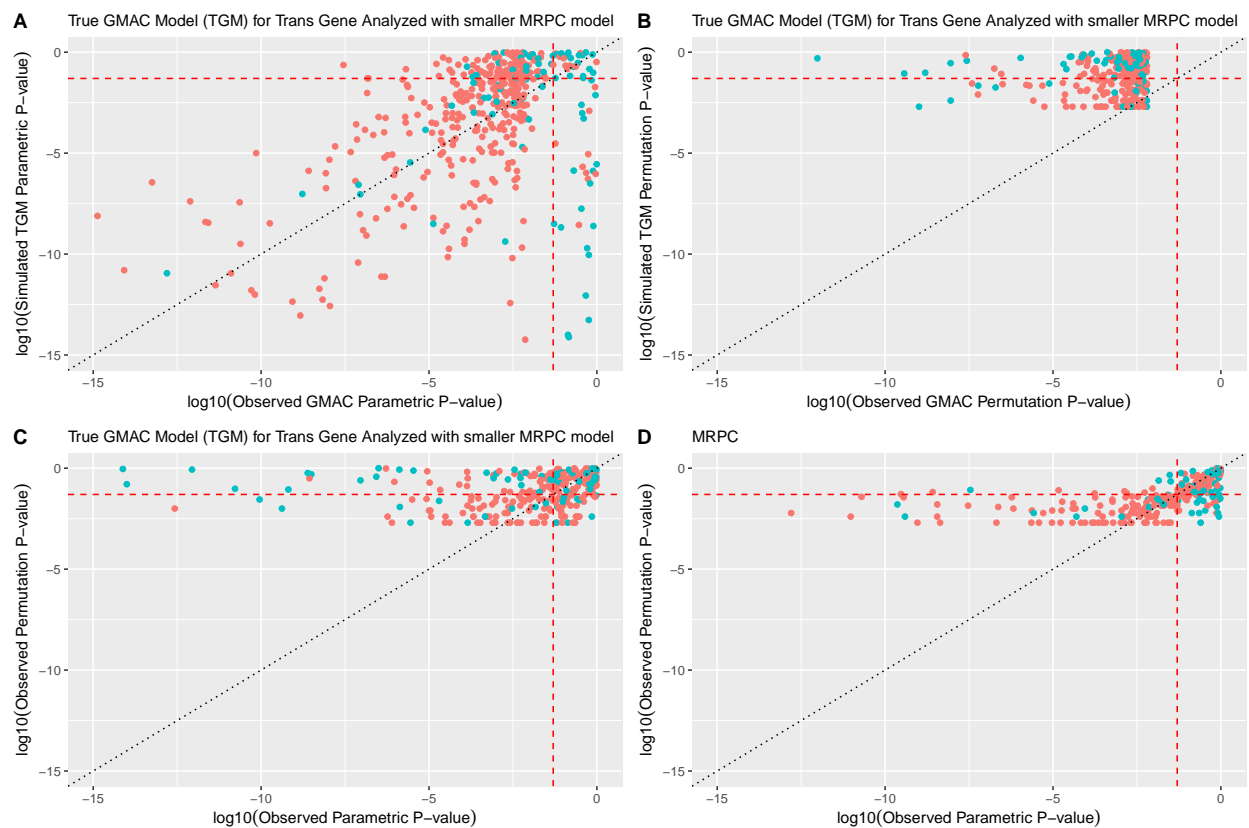 A
True GMAC Model (TGM) for Trans Gene Analyzed with smaller MRPC model
0
−5
−10
−15
log10(Simulated TGM Parametric P−value)
−15
−10
−5
0
log10(Observed GMAC Parametric P−value)
B
True GMAC Model (TGM) for Trans Gene Analyzed with smaller MRPC model
0
−5
−10
−15
log10(Simulated TGM Permutation P−value)
−15
−10
−5
0
log10(Observed GMAC Permutation P−value)
C
True GMAC Model (TGM) for Trans Gene Analyzed with smaller MRPC model
0
−5
−10
−15
log10(Observed Permutation P−value)
−15
−10
−5
0
log10(Observed Parametric P−value)
D
MRPC
0
−5
−10
−15
log10(Observed Permutation P−value)
−15
−10
−5
0
log10(Observed Parametric P−value)